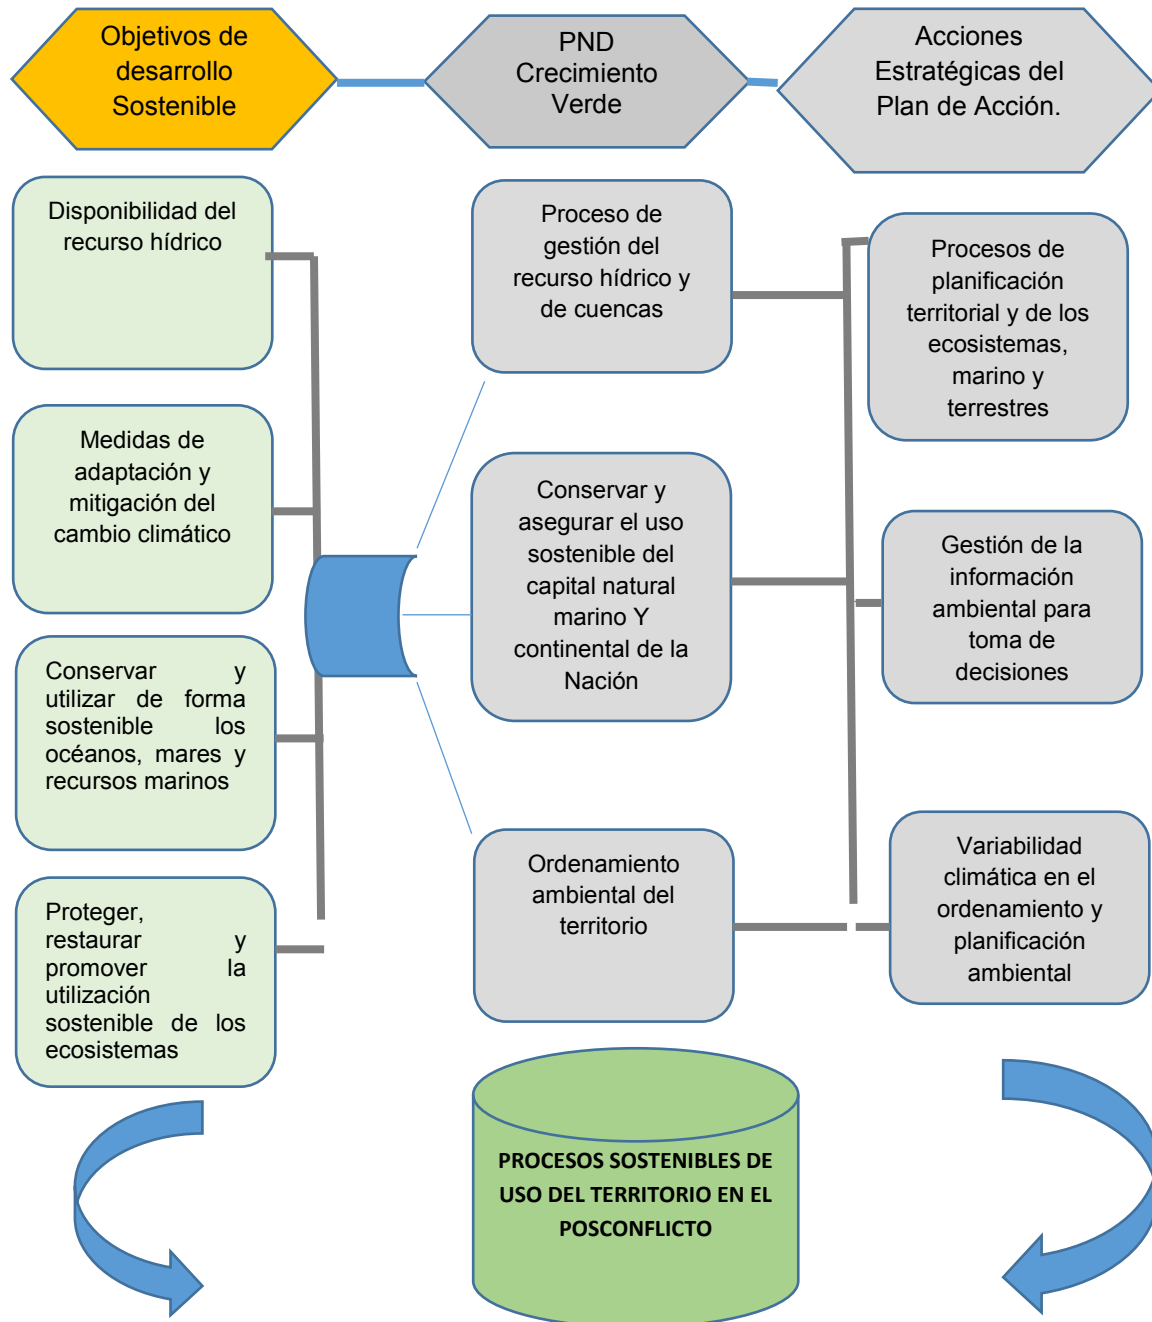 Objetivos de
desarrollo
Sostenible
PND
Crecimiento
Verde
Acciones
Estratégicas del
Plan de Acción.
Disponibilidad del
recurso hídrico
Medidas de
adaptación y
mitigación del
cambio climático
Conservar y
utilizar de forma
sostenible los
océanos, mares y
recursos marinos
Proteger,
restaurar y
promover la
utilización
sostenible de los
ecosistemas
Proceso de
gestión del
recurso hídrico y
de cuencas
Conservar y
asegurar el uso
sostenible del
capital natural
marino Y
continental de la
Nación
Ordenamiento
ambiental del
territorio
Procesos de
planificación
territorial y de los
ecosistemas,
marino y
terrestres
Gestión de la
información
ambiental para
toma de
decisiones
Variabilidad
climática en el
ordenamiento y
planificación
ambiental
PROCESOS SOSTENIBLES DE
USO DEL TERRITORIO EN EL
POSCONFLICTO